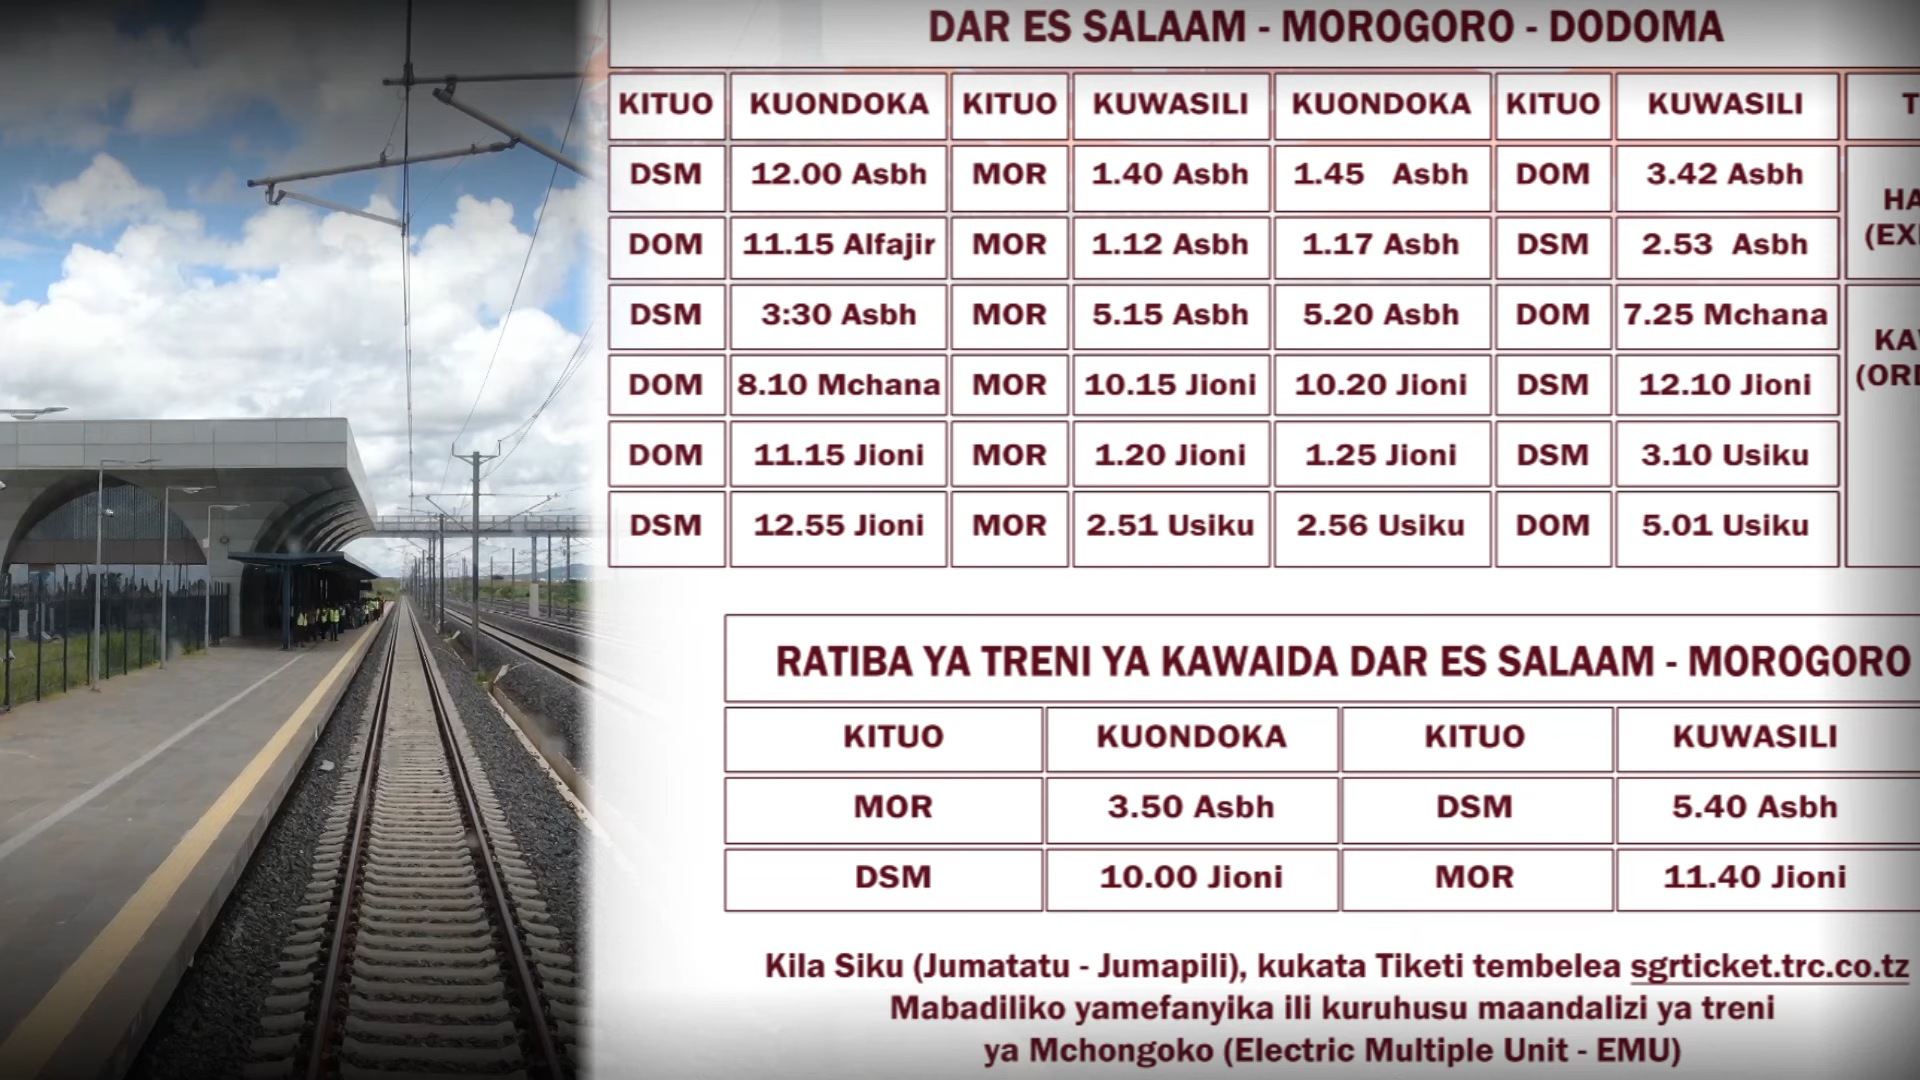 DAR ES SALAAM - MOROGORO - DODOMA
KITUO KUONDOKA KITUO KUWASILI KUONDOKA KITUO KUWASILI
DSM 12.00 Asbh MOR 1.40 Asbh 1.45 Asbh DOM 3.42 Asbh
DOM 11.15 Alfajir MOR 1.12 Asbh 1.17 Asbh DSM 2.53 Asbh
DSM 3:30 Asbh MOR 5.15 Asbh 5.20 Asbh DOM 7.25 Mchana
DOM 8.10 Mchana MOR 10.15 Jioni 10.20 Jioni DSM 12.10 Jioni
DOM 11.15 Jioni MOR 1.20 Jioni 1.25 Jioni DSM 3.10 Usiku
DSM 12.55 Jioni MOR 2.51 Usiku 2.56 Usiku DOM 5.01 Usiku
RATIBA YA TRENI YA KAWAIDA DAR ES SALAAM - MOROGORO
KITUO KUONDOKA KITUO KUWASILI
MOR 3.50 Asbh DSM 5.40 Asbh
DSM 10.00 Jioni MOR 11.40 Jioni
Kila Siku (Jumatatu - Jumapili), kukata Tiketi tembelea sgrticket.trc.co.tz
Mabadiliko yamefanyika ili kuruhusu maandalizi ya treni
ya Mchongoko (Electric Multiple Unit - EMU)